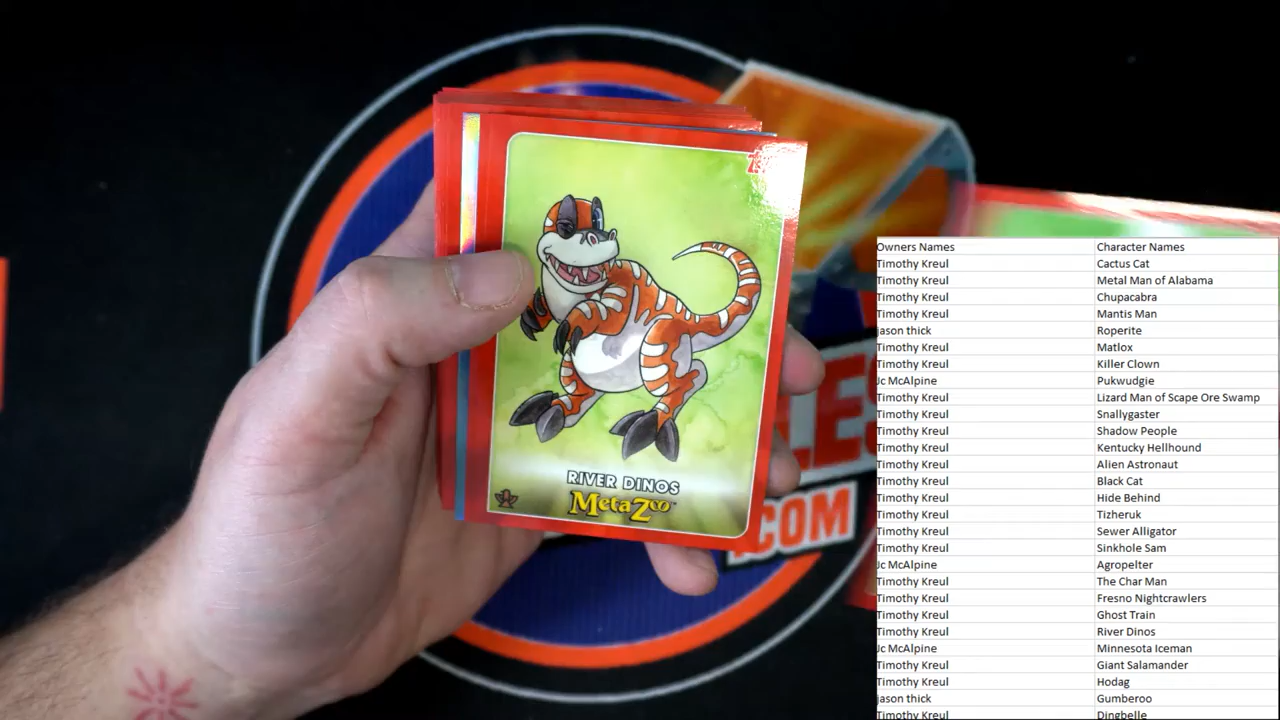 RIVER DINOS
MetaZoo
LES
.COM
Owners Names Character Names
Timothy Kreul Cactus Cat
Timothy Kreul Metal Man of Alabama
Timothy Kreul Chupacabra
Timothy Kreul Mantis Man
jason thick Roperite
Timothy Kreul Matlox
Timothy Kreul Killer Clown
Jc McAlpine Pukwudgie
Timothy Kreul Lizard Man of Scape Ore Swamp
Timothy Kreul Snallygaster
Timothy Kreul Shadow People
Timothy Kreul Kentucky Hellhound
Timothy Kreul Alien Astronaut
Timothy Kreul Black Cat
Timothy Kreul Hide Behind
Timothy Kreul Tizheruk
Timothy Kreul Sewer Alligator
Timothy Kreul Sinkhole Sam
Jc McAlpine Agropelter
Timothy Kreul The Char Man
Timothy Kreul Fresno Nightcrawlers
Timothy Kreul Ghost Train
Timothy Kreul River Dinos
Jc McAlpine Minnesota Iceman
Timothy Kreul Giant Salamander
Timothy Kreul Hodag
jason thick Gumberoo
Timothy Kreul Dingbelle